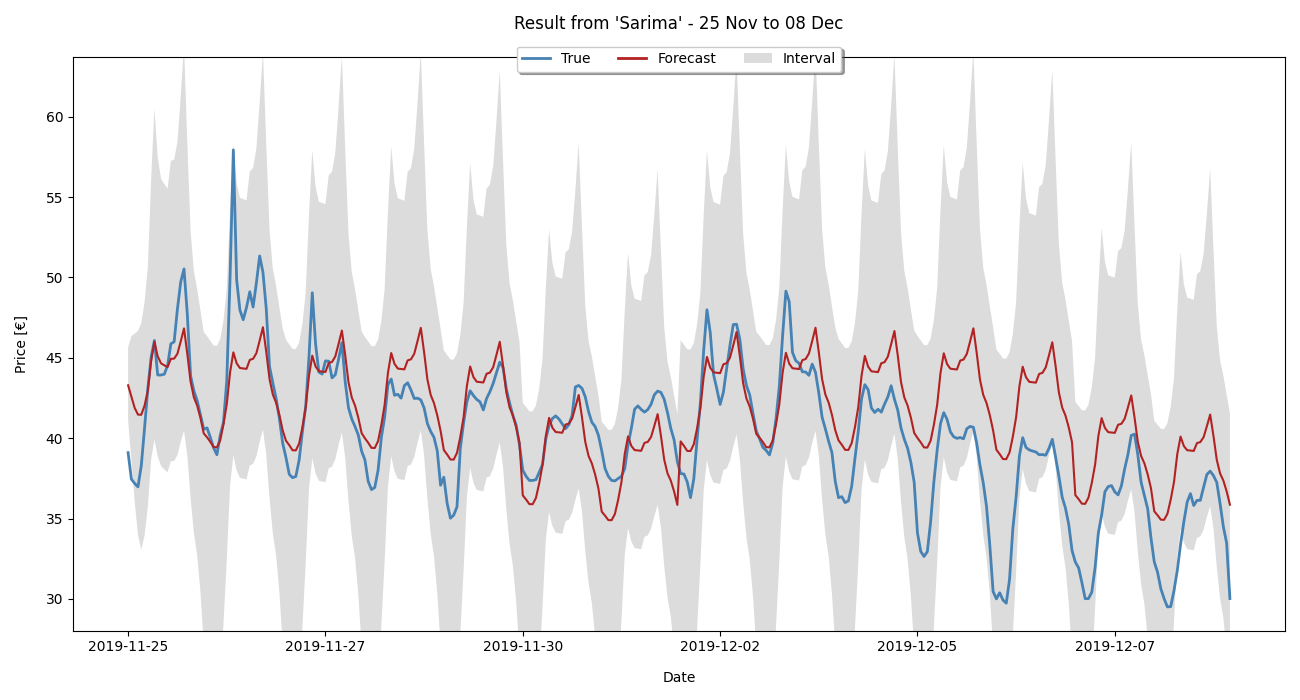 Result from 'Sarima' - 25 Nov to 08 Dec
True Forecast Interval
60
55
50
45
40
35
30
Price [€]
2019-11-25 2019-11-27 2019-11-30 2019-12-02 2019-12-05 2019-12-07
Date